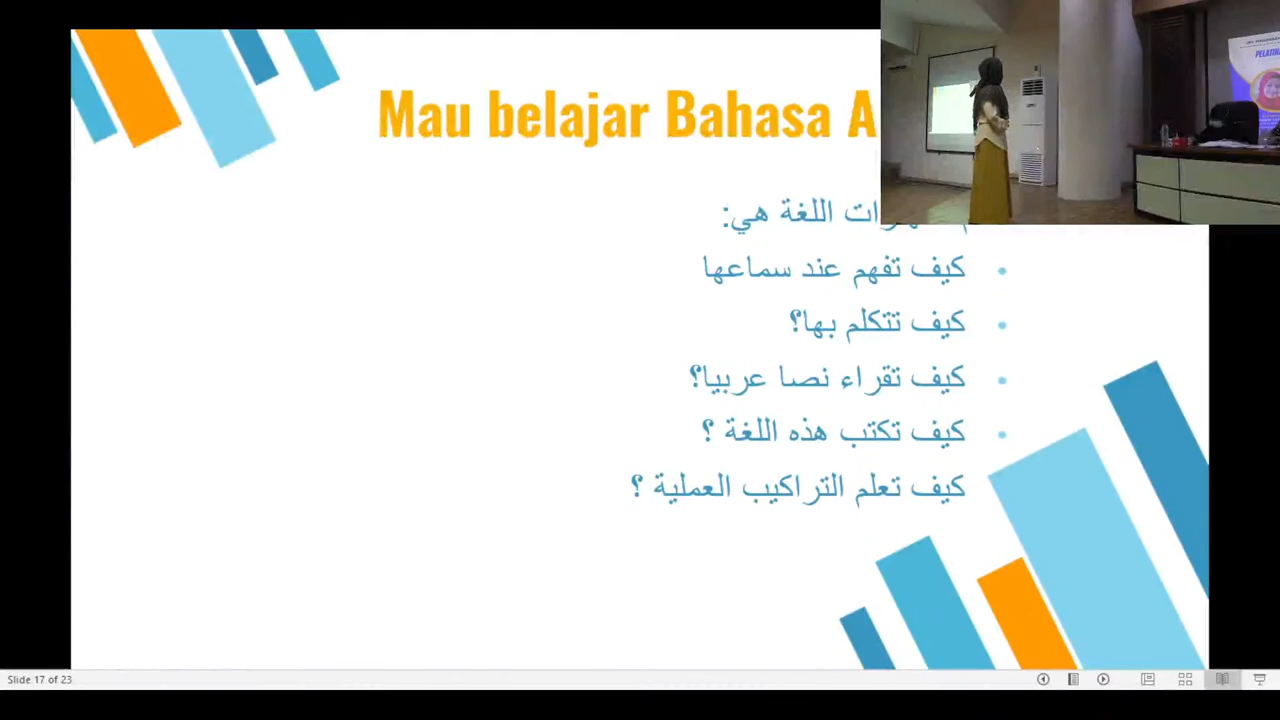 Mau belajar Bahasa A
اللغة هي:
كيف تفهم عند سماعها
كيف تتكلم بها؟
كيف تقراء نصا عربيا؟
كيف تكتب هذه اللغة ؟
كيف تعلم التراكيب العملية ؟
PELATIHA
Slide 17 of 23